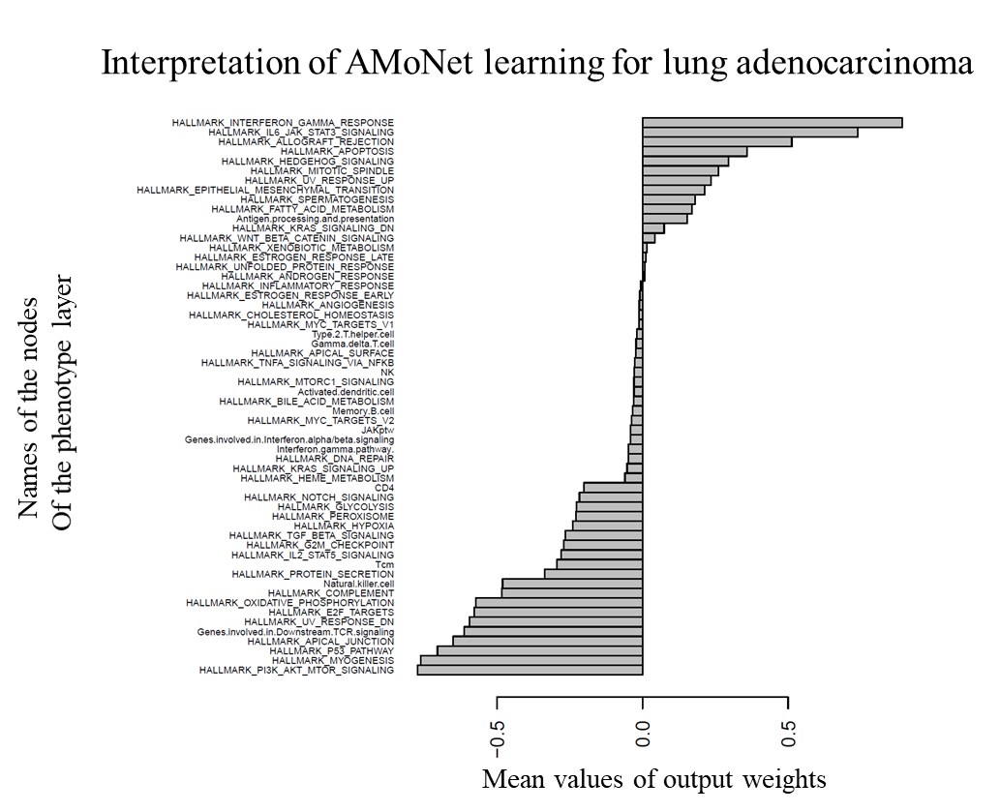 Interpretation of AMoNet learning for lung adenocarcinoma
HALLMARK_INTERFERON_GAMMA_RESPONSE
HALLMARK_IL6_JAK_STAT3_SIGNALING
HALLMARK_ALLOGRAFT_REJECTION
HALLMARK_APOPTOSIS
HALLMARK_HEDGEHOG_SIGNALING
HALLMARK_MITOTIC_SPINDLE
HALLMARK_UV_RESPONSE_UP
HALLMARK_EPITHELIAL_MESENCHYMAL_TRANSITION
HALLMARK_SPERMATOGENESIS
HALLMARK_FATTY_ACID_METABOLISM
Antigen.processing.and.presentation
HALLMARK_KRAS_SIGNALING_DN
HALLMARK_WNT_BETA_CATENIN_SIGNALING
HALLMARK_XENOBIOTIC_METABOLISM
HALLMARK_ESTROGEN_RESPONSE_LATE
HALLMARK_UNFOLDED_PROTEIN_RESPONSE
HALLMARK_ANDROGEN_RESPONSE
HALLMARK_INFLAMMATORY_RESPONSE
HALLMARK_ESTROGEN_RESPONSE_EARLY
HALLMARK_ANGIOGENESIS
HALLMARK_CHOLESTEROL_HOMEOSTASIS
HALLMARK_MYC_TARGETS_V1
Type.2.T.helper.cell
Gamma.delta.T.cell
HALLMARK_APICAL_SURFACE
HALLMARK_TNFA_SIGNALING_VIA_NFKB
NK
HALLMARK_MTORC1_SIGNALING
Activated.dendritic.cell
HALLMARK_BILE_ACID_METABOLISM
Memory.B.cell
HALLMARK_MYC_TARGETS_V2
JAKptw
Genes.involved.in.Interferon.alpha/beta.signaling
Interferon.gamma.pathway.
HALLMARK_DNA_REPAIR
HALLMARK_KRAS_SIGNALING_UP
HALLMARK_HEME_METABOLISM
CD4
HALLMARK_NOTCH_SIGNALING
HALLMARK_GLYCOLYSIS
HALLMARK_PEROXISOME
HALLMARK_HYPOXIA
HALLMARK_TGF_BETA_SIGNALING
HALLMARK_G2M_CHECKPOINT
HALLMARK_IL2_STAT5_SIGNALING
Tcm
HALLMARK_PROTEIN_SECRETION
Natural.killer.cell
HALLMARK_COMPLEMENT
HALLMARK_OXIDATIVE_PHOSPHORYLATION
HALLMARK_E2F_TARGETS
HALLMARK_UV_RESPONSE_DN
Genes.involved.in.Downstream.TCR.signaling
HALLMARK_APICAL_JUNCTION
HALLMARK_P53_PATHWAY
HALLMARK_MYOGENESIS
HALLMARK_PI3K_AKT_MTOR_SIGNALING
Names of the nodes
Of the phenotype layer
−0.5
0.0
0.5
Mean values of output weights